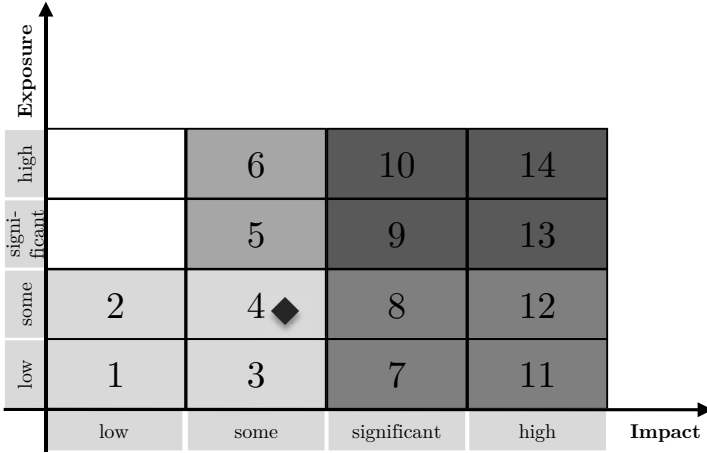 Exposure
high
6
10
14
signi-
ficant
5
9
13
some
2
4
8
12
low
1
3
7
11
low
some
significant
high
Impact